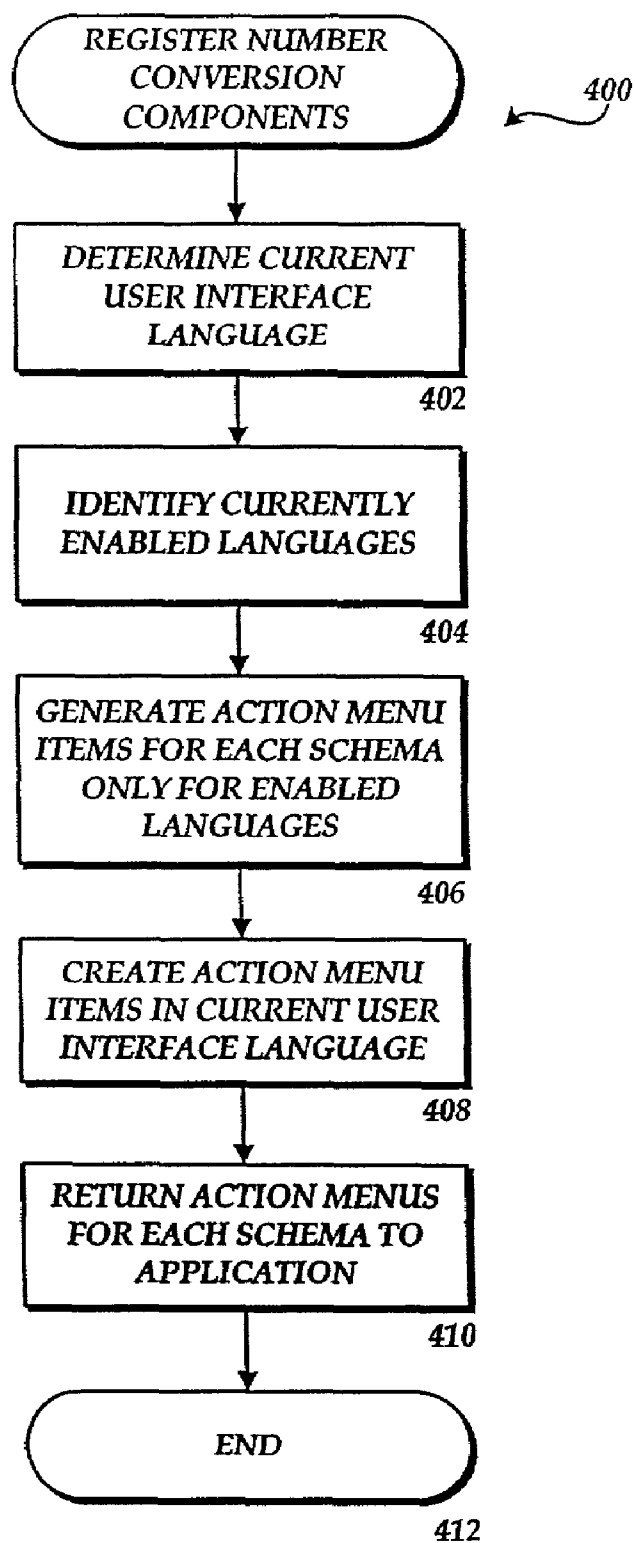 REGISTER NUMBER
CONVERSION
COMPONENTS
400
DETERMINE CURRENT
USER INTERFACE
LANGUAGE
402
IDENTIFY CURRENTLY
ENABLED LANGUAGES
404
GENERATE ACTION MENU
ITEMS FOR EACH SCHEMA
ONLY FOR ENABLED
LANGUAGES
406
CREATE ACTION MENU
ITEMS IN CURRENT USER
INTERFACE LANGUAGE
408
RETURN ACTION MENUS
FOR EACH SCHEMA TO
APPLICATION
410
END
412